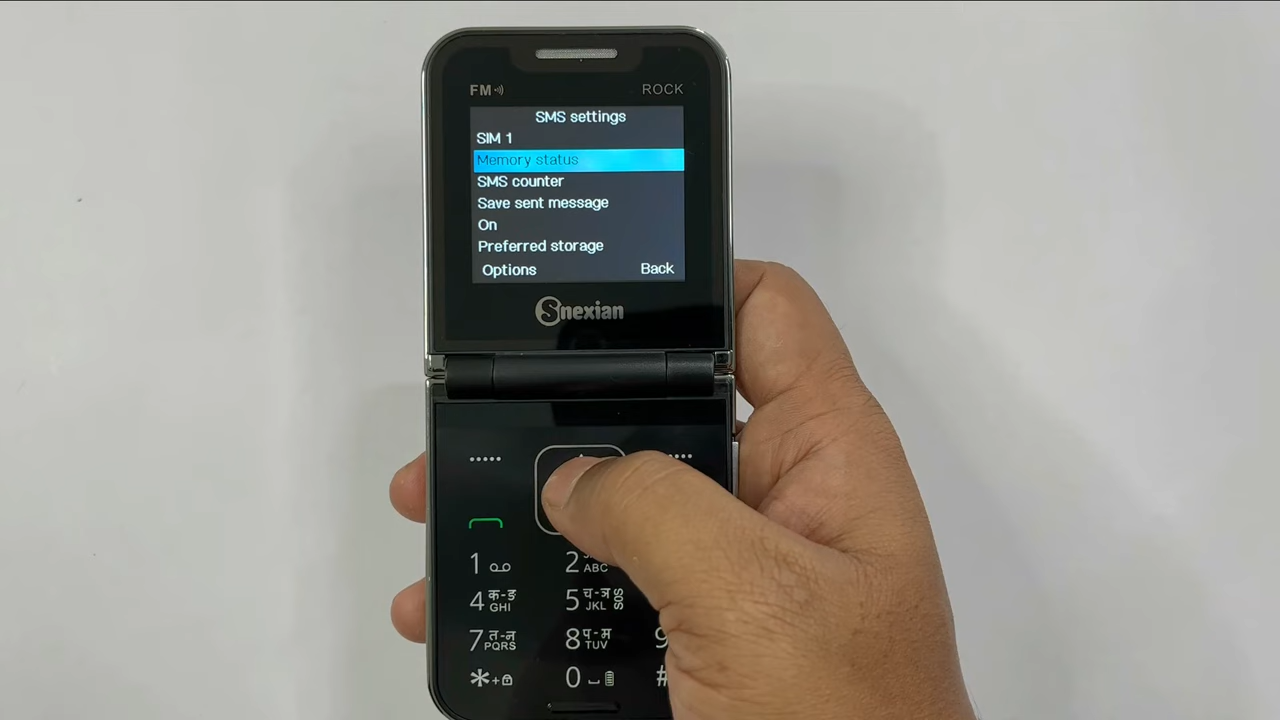 FM ROCK
SMS settings
SIM 1
Memory status
SMS counter
Save sent message
On
Preferred storage
Options Back
Snexian
1 2 ABC
4 क-ङ GHI 5 च-ञ JKL SOS
7 त-न PQRS 8 प-म TUV 9
*+ 0 #